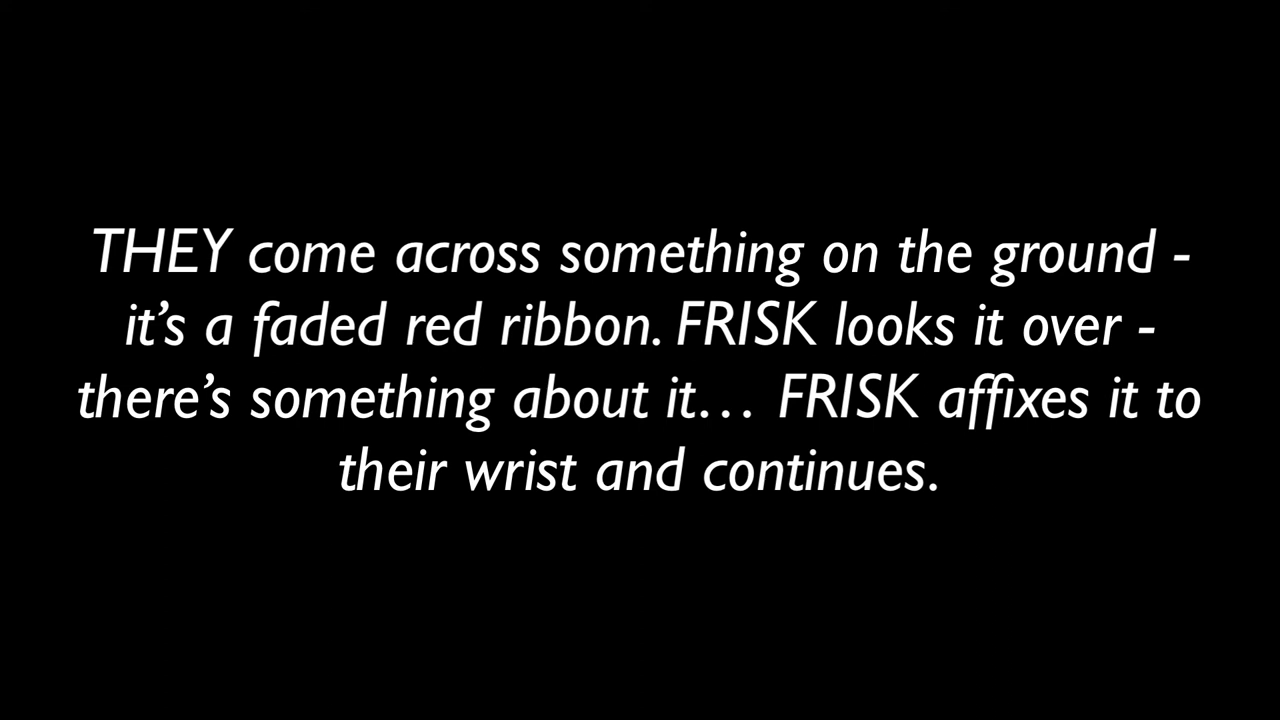 THEY come across something on the ground -
it’s a faded red ribbon. FRISK looks it over -
there’s something about it… FRISK affixes it to
their wrist and continues.